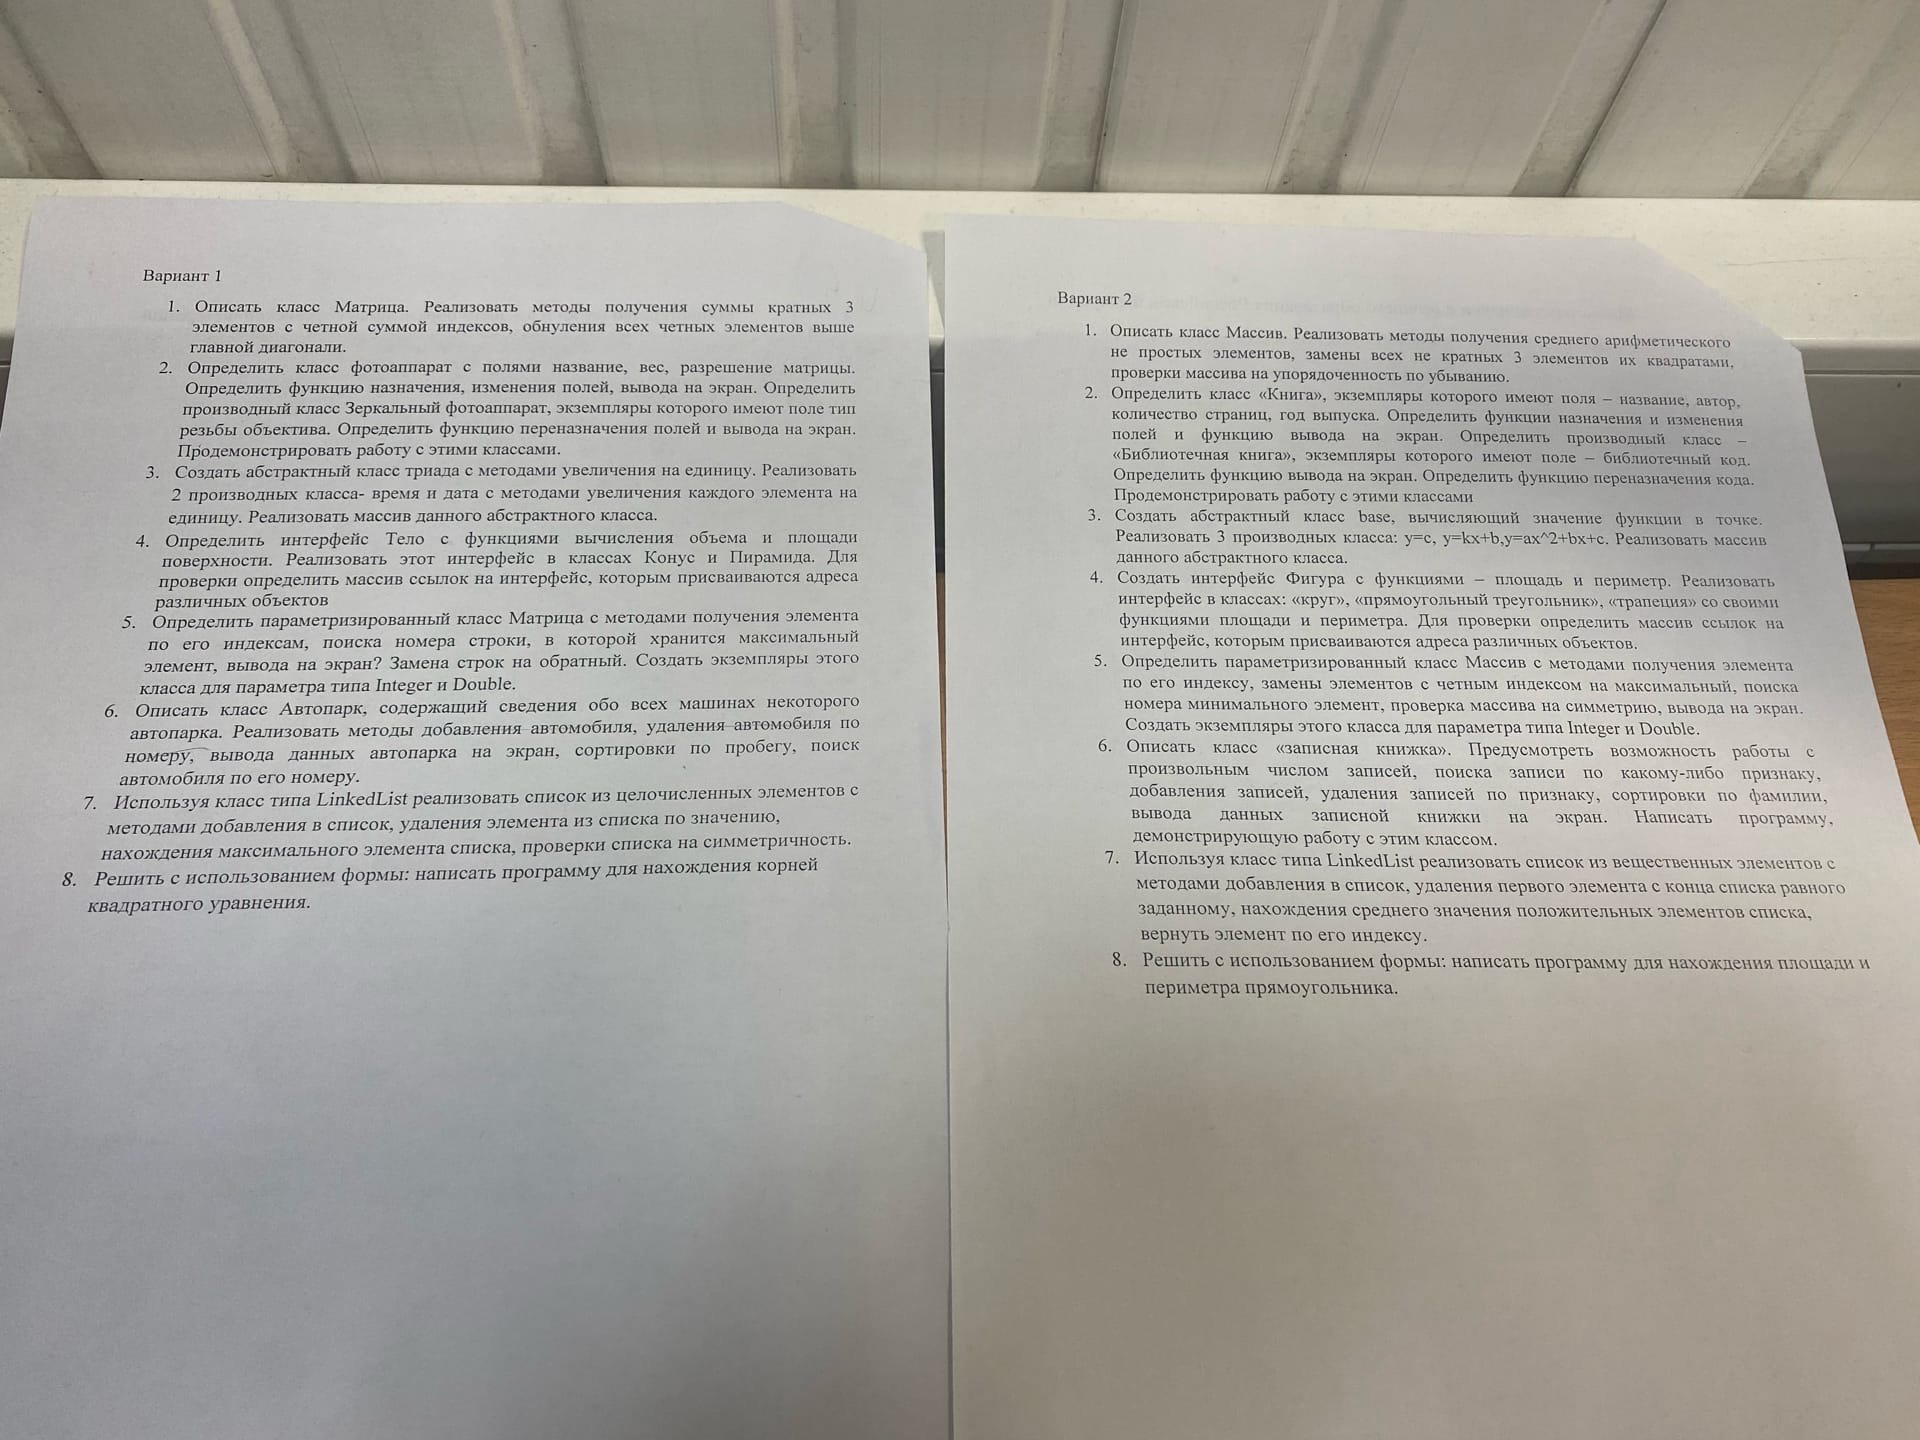 Вариант 1
1. Описать класс Матрица. Реализовать методы получения суммы кратных 3
элементов с четной суммой индексов, обнуления всех четных элементов выше
главной диагонали.
2. Определить класс фотоаппарат с полями название, вес, разрешение матрицы.
Определить функцию назначения, изменения полей, вывода на экран. Определить
производный класс Зеркальный фотоаппарат, экземпляры которого имеют поле тип
резьбы объектива. Определить функцию переназначения полей и вывода на экран.
Продемонстрировать работу с этими классами.
3. Создать абстрактный класс триада с методами увеличения на единицу. Реализовать
2 производных класса- время и дата с методами увеличения каждого элемента на
единицу. Реализовать массив данного абстрактного класса.
4. Определить интерфейс Тело с функциями вычисления объема и площади
поверхности. Реализовать этот интерфейс в классах Конус и Пирамида. Для
проверки определить массив ссылок на интерфейс, которым присваиваются адреса
различных объектов
5. Определить параметризированный класс Матрица с методами получения элемента
по его индексам, поиска номера строки, в которой хранится максимальный
элемент, вывода на экран? Замена строк на обратный. Создать экземпляры этого
класса для параметра типа Integer и Double.
6. Описать класс Автопарк, содержащий сведения обо всех машинах некоторого
автопарка. Реализовать методы добавления автомобиля, удаления автомобиля по
номеру, вывода данных автопарка на экран, сортировки по пробегу, поиск
автомобиля по его номеру.
7. Используя класс типа LinkedList реализовать список из целочисленных элементов с
методами добавления в список, удаления элемента из списка по значению,
нахождения максимального элемента списка, проверки списка на симметричность.
8. Решить с использованием формы: написать программу для нахождения корней
квадратного уравнения.
Вариант 2
1. Описать класс Массив. Реализовать методы получения среднего арифметического
не простых элементов, замены всех не кратных 3 элементов их квадратами,
проверки массива на упорядоченность по убыванию.
2. Определить класс «Книга», экземпляры которого имеют поля – название, автор,
количество страниц, год выпуска. Определить функции назначения и изменения
полей и функцию вывода на экран. Определить производный класс –
«Библиотечная книга», экземпляры которого имеют поле – библиотечный код.
Определить функцию вывода на экран. Определить функцию переназначения кода.
Продемонстрировать работу с этими классами
3. Создать абстрактный класс base, вычисляющий значение функции в точке.
Реализовать 3 производных класса: y=c, y=kx+b,y=ax^2+bx+c. Реализовать массив
данного абстрактного класса.
4. Создать интерфейс Фигура с функциями – площадь и периметр. Реализовать
интерфейс в классах: «круг», «прямоугольный треугольник», «трапеция» со своими
функциями площади и периметра. Для проверки определить массив ссылок на
интерфейс, которым присваиваются адреса различных объектов.
5. Определить параметризированный класс Массив с методами получения элемента
по его индексу, замены элементов с четным индексом на максимальный, поиска
номера минимального элемент, проверка массива на симметрию, вывода на экран.
Создать экземпляры этого класса для параметра типа Integer и Double.
6. Описать класс «записная книжка». Предусмотреть возможность работы с
произвольным числом записей, поиска записи по какому-либо признаку,
добавления записей, удаления записей по признаку, сортировки по фамилии,
вывода данных записной книжки на экран. Написать программу,
демонстрирующую работу с этим классом.
7. Используя класс типа LinkedList реализовать список из вещественных элементов с
методами добавления в список, удаления первого элемента с конца списка равного
заданному, нахождения среднего значения положительных элементов списка,
вернуть элемент по его индексу.
8. Решить с использованием формы: написать программу для нахождения площади и
периметра прямоугольника.